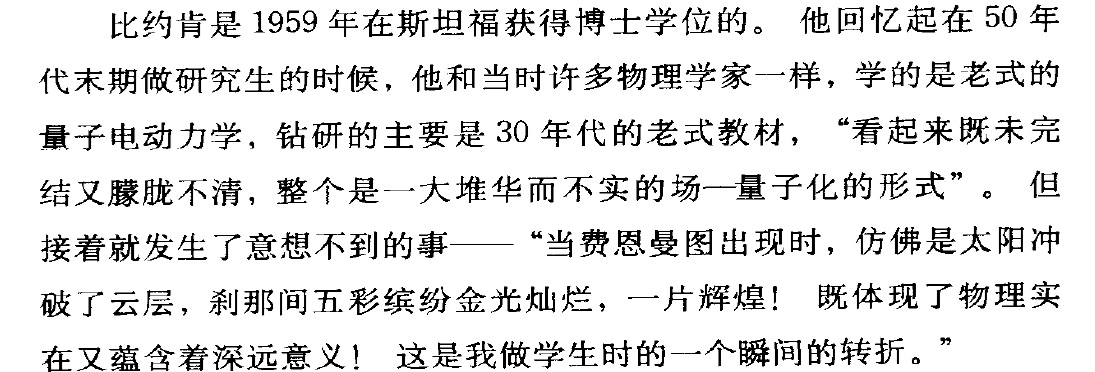 比约肯是 1959 年在斯坦福获得博士学位的。 他回忆起在 50 年
代末期做研究生的时候，他和当时许多物理学家一样，学的是老式的
量子电动力学，钻研的主要是 30 年代的老式教材，“看起来既未完
结又朦胧不清，整个是一大堆华而不实的场—量子化的形式”。 但
接着就发生了意想不到的事——“当费恩曼图出现时，仿佛是太阳冲
破了云层，刹那间五彩缤纷金光灿烂，一片辉煌！ 既体现了物理实
在又蕴含着深远意义！ 这是我做学生时的一个瞬间的转折。”